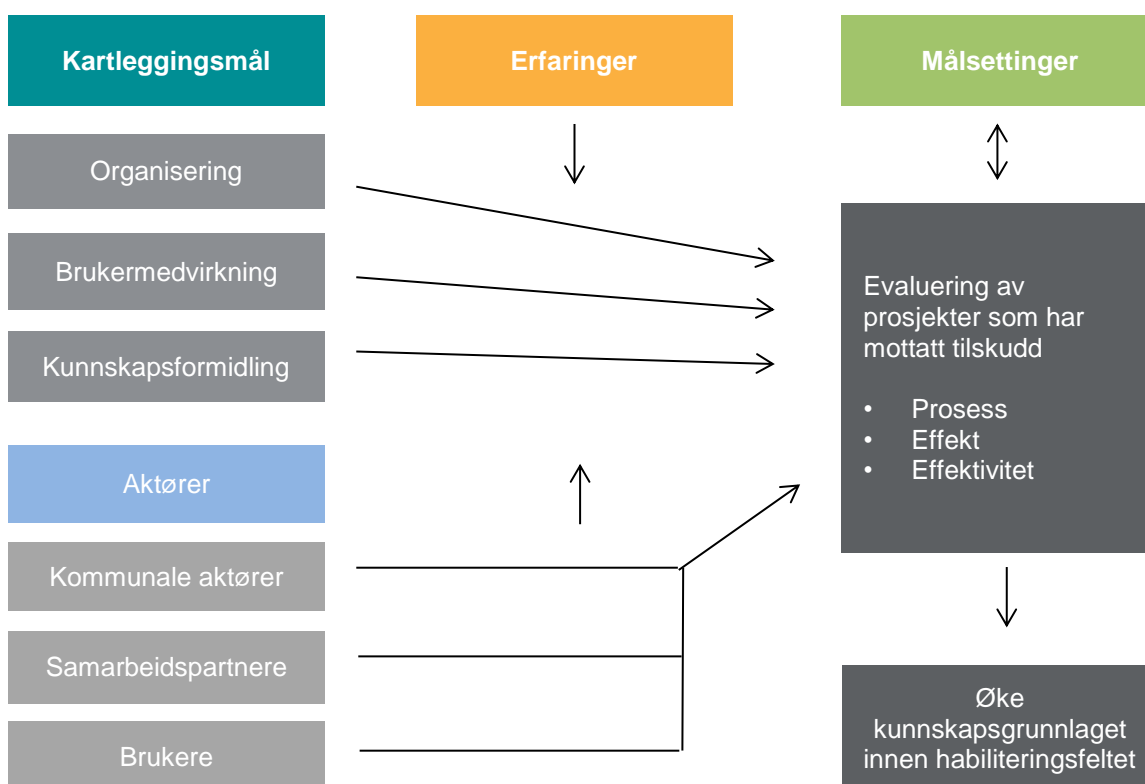 Kartleggingsmål
Erfaringer
Målsettinger
Organisering
Brukermedvirkning
Kunnskapsformidling
Aktører
Kommunale aktører
Samarbeidspartnere
Brukere
Evaluering av
prosjekter som har
mottatt tilskudd
• Prosess
• Effekt
• Effektivitet
Øke
kunnskapsgrunnlaget
innen habiliteringsfeltet